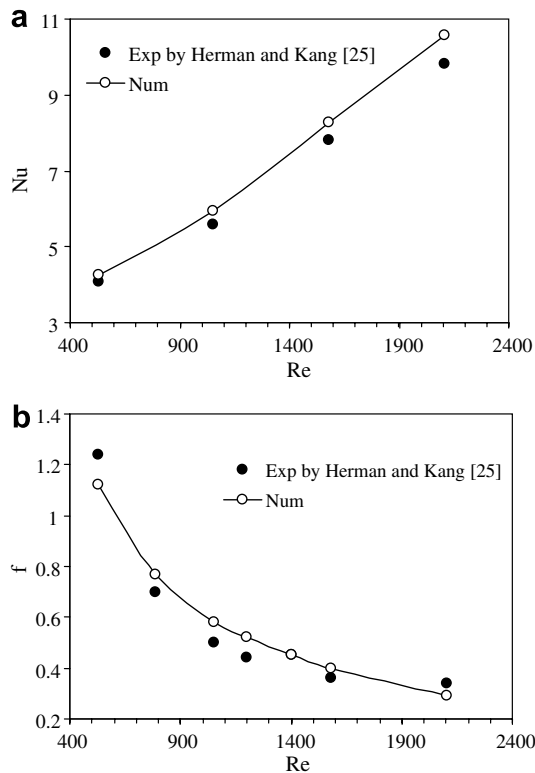 a
11
9
7
5
3
Nu
Exp by Herman and Kang [25]
Num
400 900 1400 1900 2400
Re
b
1.4
1.2
1
0.8
0.6
0.4
0.2
f
Exp by Herman and Kang [25]
Num
400 900 1400 1900 2400
Re